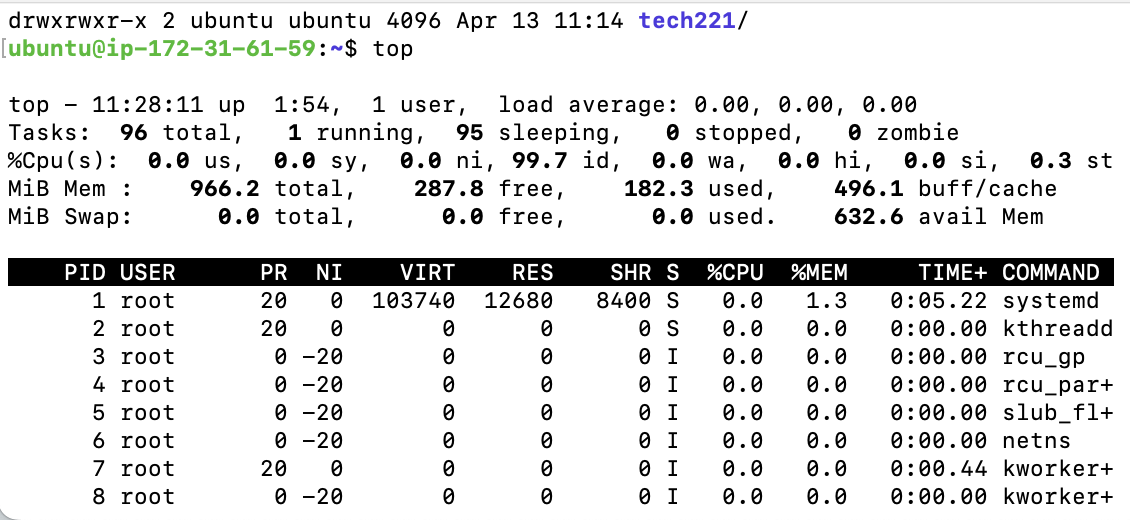 drwxrwxr-x 2 ubuntu ubuntu 4096 Apr 13 11:14 tech221/
[ubuntu@ip-172-31-61-59:~$ top
top - 11:28:11 up  1:54,  1 user,  load average: 0.00, 0.00, 0.00
Tasks:  96 total,   1 running,  95 sleeping,   0 stopped,   0 zombie
%Cpu(s):  0.0 us,  0.0 sy,  0.0 ni, 99.7 id,  0.0 wa,  0.0 hi,  0.0 si,  0.3 st
MiB Mem :    966.2 total,    287.8 free,    182.3 used,    496.1 buff/cache
MiB Swap:      0.0 total,      0.0 free,      0.0 used.    632.6 avail Mem
    PID USER      PR  NI    VIRT    RES    SHR S  %CPU  %MEM     TIME+ COMMAND
      1 root      20   0  103740  12680   8400 S   0.0   1.3   0:05.22 systemd
      2 root      20   0       0      0      0 S   0.0   0.0   0:00.00 kthreadd
      3 root       0 -20       0      0      0 I   0.0   0.0   0:00.00 rcu_gp
      4 root       0 -20       0      0      0 I   0.0   0.0   0:00.00 rcu_par+
      5 root       0 -20       0      0      0 I   0.0   0.0   0:00.00 slub_fl+
      6 root       0 -20       0      0      0 I   0.0   0.0   0:00.00 netns
      7 root      20   0       0      0      0 I   0.0   0.0   0:00.44 kworker+
      8 root       0 -20       0      0      0 I   0.0   0.0   0:00.00 kworker+